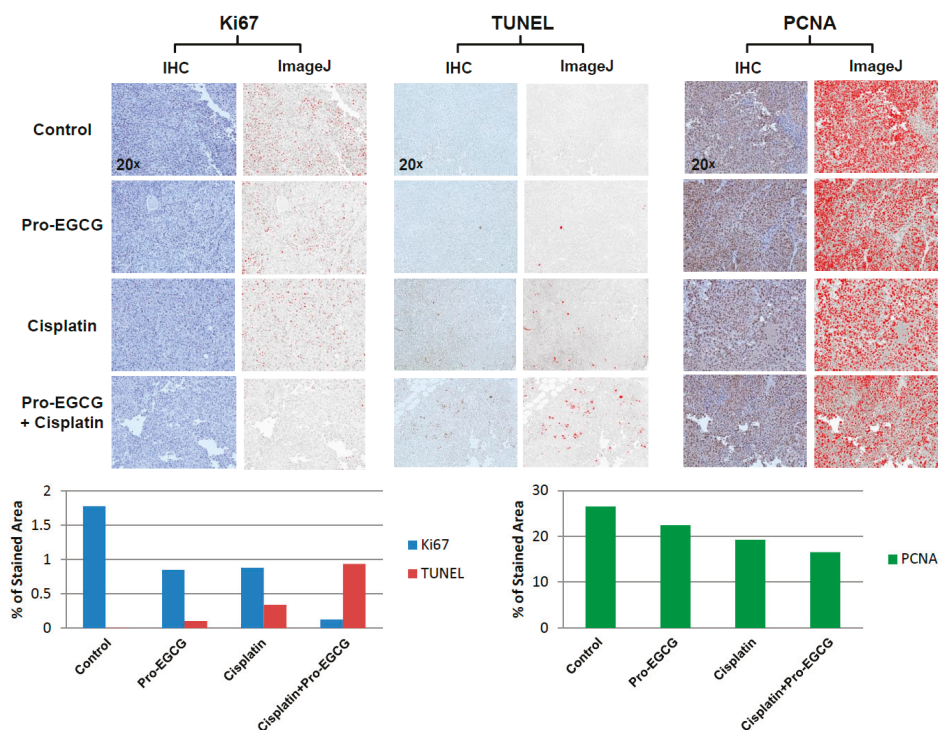 Ki67 TUNEL PCNA
IHC ImageJ IHC ImageJ IHC ImageJ
Control
20x 20x 20x
Pro-EGCG
Cisplatin
Pro-EGCG
+ Cisplatin
% of Stained Area
2
1.5
1
0.5
0
Control
Pro-EGCG
Cisplatin
Cisplatin+Pro-EGCG
Ki67
TUNEL
% of Stained Area
30
20
10
0
Control
Pro-EGCG
Cisplatin
Cisplatin+Pro-EGCG
PCNA